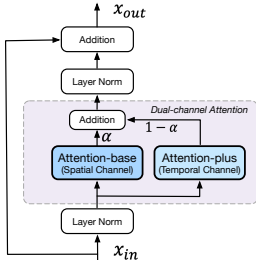 x_out
Addition
Layer Norm
Dual-channel Attention
Addition
α
1 − α
Attention-base
(Spatial Channel)
Attention-plus
(Temporal Channel)
Layer Norm
x_in